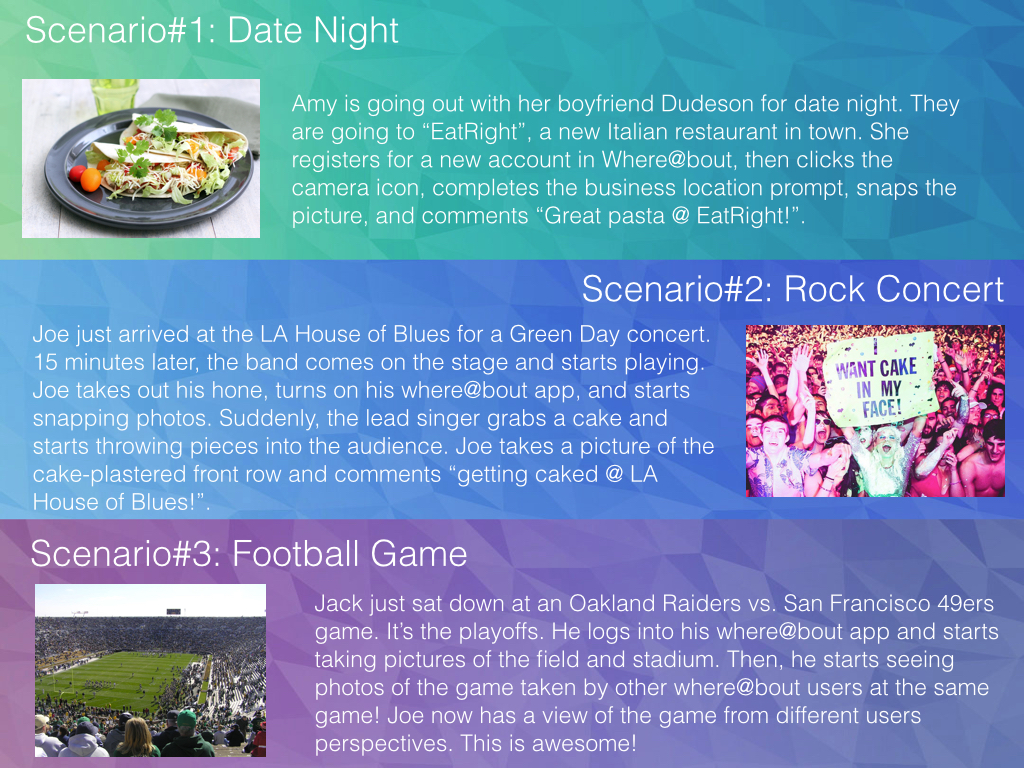 Scenario#1: Date Night
Amy is going out with her boyfriend Dudeson for date night. They
are going to “EatRight”, a new Italian restaurant in town. She
registers for a new account in Where@bout, then clicks the
camera icon, completes the business location prompt, snaps the
picture, and comments “Great pasta @ EatRight!”.
Scenario#2: Rock Concert
Joe just arrived at the LA House of Blues for a Green Day concert.
15 minutes later, the band comes on the stage and starts playing.
Joe takes out his hone, turns on his where@bout app, and starts
snapping photos. Suddenly, the lead singer grabs a cake and
starts throwing pieces into the audience. Joe takes a picture of the
cake-plastered front row and comments “getting caked @ LA
House of Blues!”.
I
WANT CAKE
IN MY
FACE!
Scenario#3: Football Game
Jack just sat down at an Oakland Raiders vs. San Francisco 49ers
game. It’s the playoffs. He logs into his where@bout app and starts
taking pictures of the field and stadium. Then, he starts seeing
photos of the game taken by other where@bout users at the same
game! Joe now has a view of the game from different users
perspectives. This is awesome!